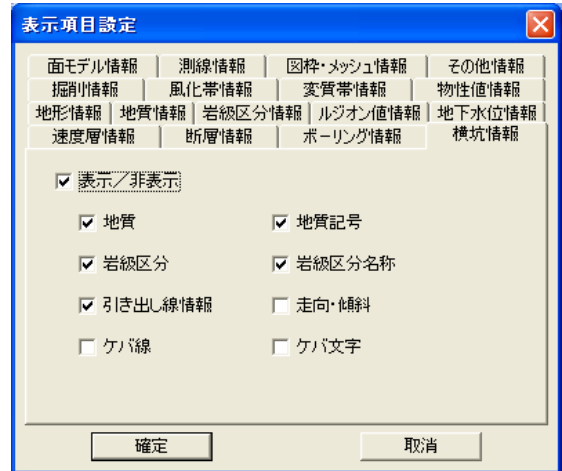 表示項目設定
面モデル情報 測線情報 図枠・メッシュ情報 その他情報
掘削情報 風化帯情報 変質帯情報 物性値情報
地形情報 地質情報 岩級区分情報 ルジオン値情報 地下水位情報
速度層情報 断層情報 ボーリング情報 横坑情報
表示／非表示
地質 地質記号
岩級区分 岩級区分名称
引き出し線情報 走向・傾斜
ケバ線 ケバ文字
確定 取消